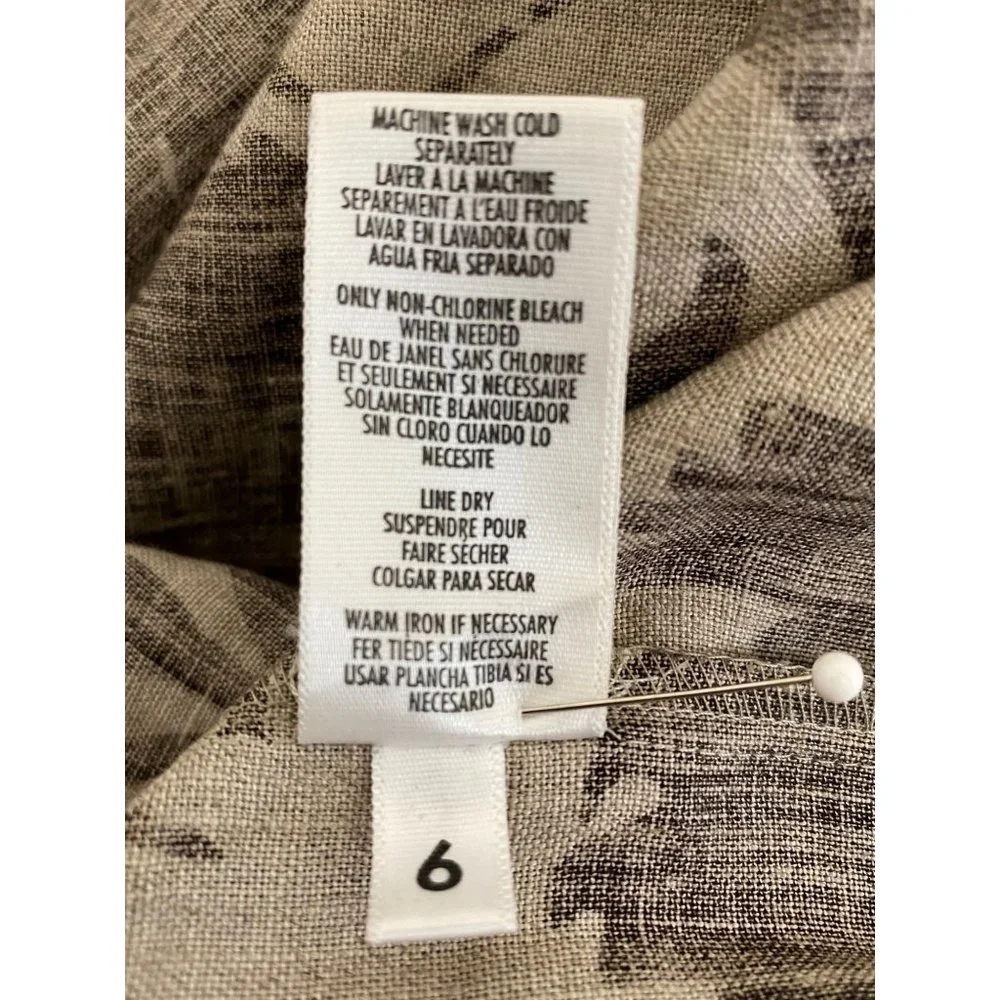 MACHINE WASH COLD
SEPARATELY
LAVER A LA MACHINE
SEPAREMENT A L'EAU FROIDE
LAVAR EN LAVADORA CON
AGUA FRIA SEPARADO
ONLY NON-CHLORINE BLEACH
WHEN NEEDED
EAU DE JANEL SANS CHLORURE
ET SEULEMENT SI NECESSAIRE
SOLAMENTE BLANQUEADOR
SIN CLORO CUANDO LO
NECESITE
LINE DRY
SUSPENDRE POUR
FAIRE SÉCHER
COLGAR PARA SECAR
WARM IRON IF NECESSARY
FER TIÈDE SI NÉCESSAIRE
USAR PLANCHA TIBIA SI ES
NECESARIO
6